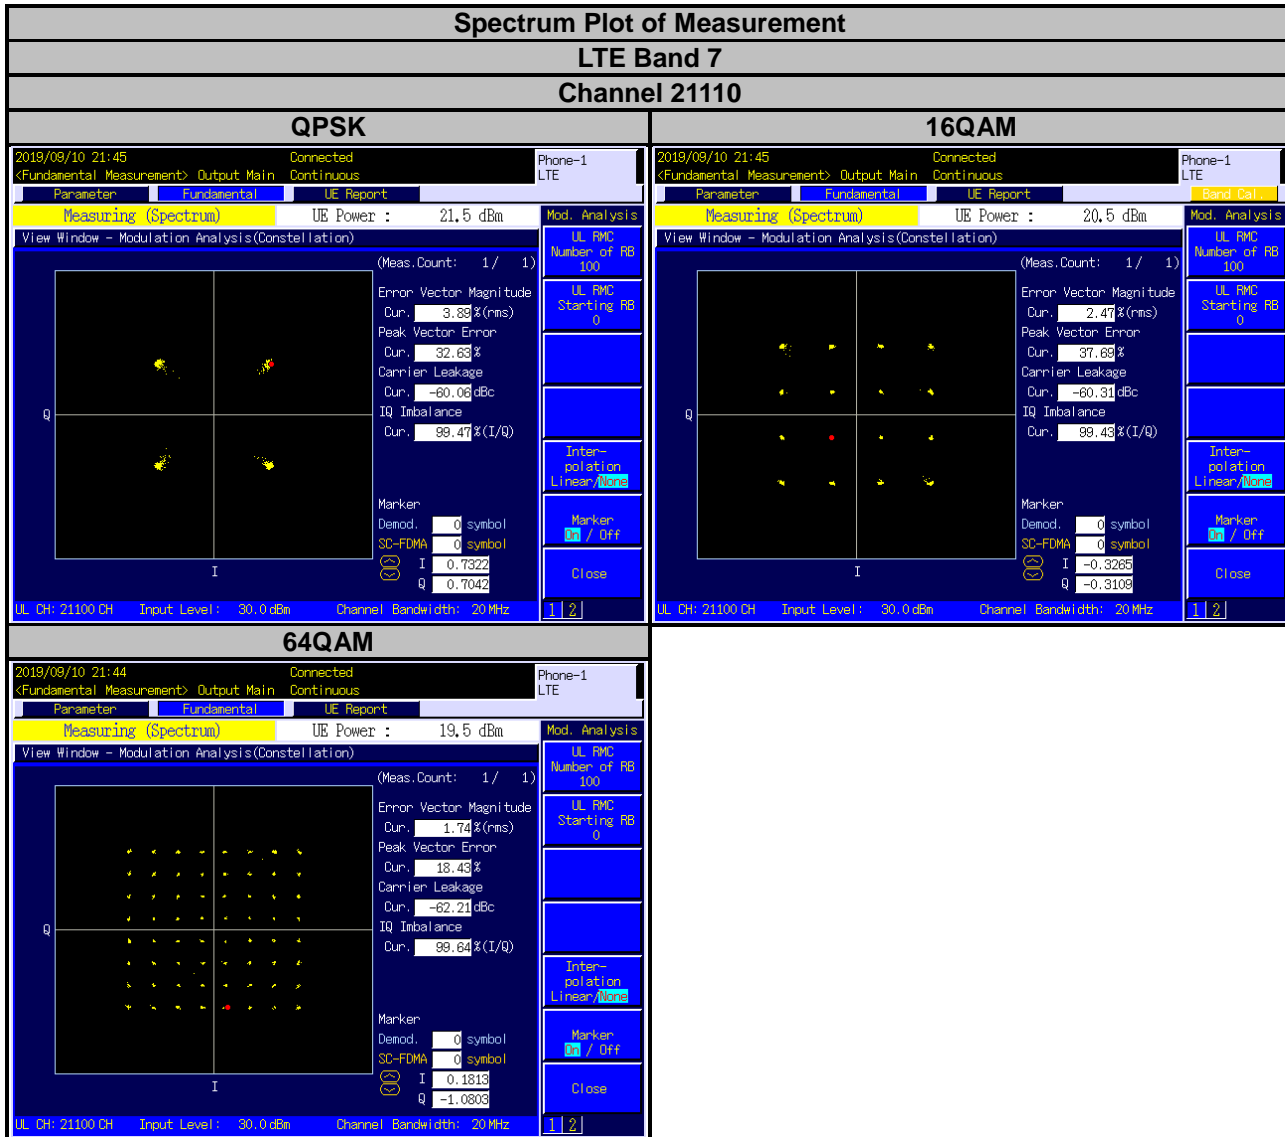 Spectrum Plot of Measurement
LTE Band 7
Channel 21110
QPSK
2019/09/10 21:45 Connected
<Fundamental Measurement> Output Main Continuous
Phone-1
LTE
Parameter Fundamental UE Report
Measuring (Spectrum) UE Power : 21.5 dBm Mod. Analysis
View Window - Modulation Analysis(Constellation)
(Meas.Count: 1/ 1)
Error Vector Magnitude
Cur. 3.89 %(rms)
Peak Vector Error
Cur. 32.63 %
Carrier Leakage
Cur. -60.06 dBc
IQ Imbalance
Cur. 99.47 %(I/Q)
Marker
Demod. 0 symbol
SC-FDMA 0 symbol
I 0.7322
Q 0.7042
Q
I
UL RMC
Number of RB
100
UL RMC
Starting RB
0
Inter-
polation
Linear/None
Marker
On / Off
Close
UL CH: 21100 CH Input Level: 30.0 dBm Channel Bandwidth: 20 MHz 1 2
16QAM
2019/09/10 21:45 Connected
<Fundamental Measurement> Output Main Continuous
Phone-1
LTE
Parameter Fundamental UE Report Band Cal.
Measuring (Spectrum) UE Power : 20.5 dBm Mod. Analysis
View Window - Modulation Analysis(Constellation)
(Meas.Count: 1/ 1)
Error Vector Magnitude
Cur. 2.47 %(rms)
Peak Vector Error
Cur. 37.69 %
Carrier Leakage
Cur. -60.31 dBc
IQ Imbalance
Cur. 99.43 %(I/Q)
Marker
Demod. 0 symbol
SC-FDMA 0 symbol
I -0.3265
Q -0.3109
Q
I
UL RMC
Number of RB
100
UL RMC
Starting RB
0
Inter-
polation
Linear/None
Marker
On / Off
Close
UL CH: 21100 CH Input Level: 30.0 dBm Channel Bandwidth: 20 MHz 1 2
64QAM
2019/09/10 21:44 Connected
<Fundamental Measurement> Output Main Continuous
Phone-1
LTE
Parameter Fundamental UE Report
Measuring (Spectrum) UE Power : 19.5 dBm Mod. Analysis
View Window - Modulation Analysis(Constellation)
(Meas.Count: 1/ 1)
Error Vector Magnitude
Cur. 1.74 %(rms)
Peak Vector Error
Cur. 18.43 %
Carrier Leakage
Cur. -62.21 dBc
IQ Imbalance
Cur. 99.64 %(I/Q)
Marker
Demod. 0 symbol
SC-FDMA 0 symbol
I 0.1813
Q -1.0803
Q
I
UL RMC
Number of RB
100
UL RMC
Starting RB
0
Inter-
polation
Linear/None
Marker
On / Off
Close
UL CH: 21100 CH Input Level: 30.0 dBm Channel Bandwidth: 20 MHz 1 2